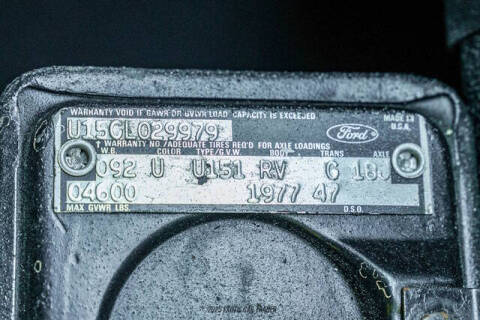 WARRANTY VOID IF GAWR OR GVWR LOAD CAPACITY IS EXCEEDED
U15GL029979
Ford
MADE IN
U.S.A.
WARRANTY NO./ADEQUATE TIRES REQ'D FOR AXLE LOADINGS
W.B. COLOR TYPE/G.V.W. BODY TRANS. AXLE
092 U U151 RV G
04600 1977 47
MAX GVWR LBS. D.S.O.